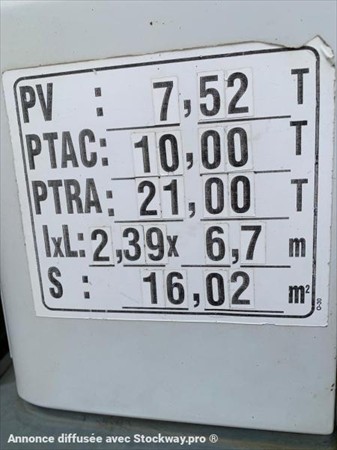 PV : 7,52 T
PTAC: 10,00 T
PTRA: 21,00 T
lxL: 2,39x 6,7 m
S : 16,02 m²
C-20
Annonce diffusée avec Stockway.pro ®